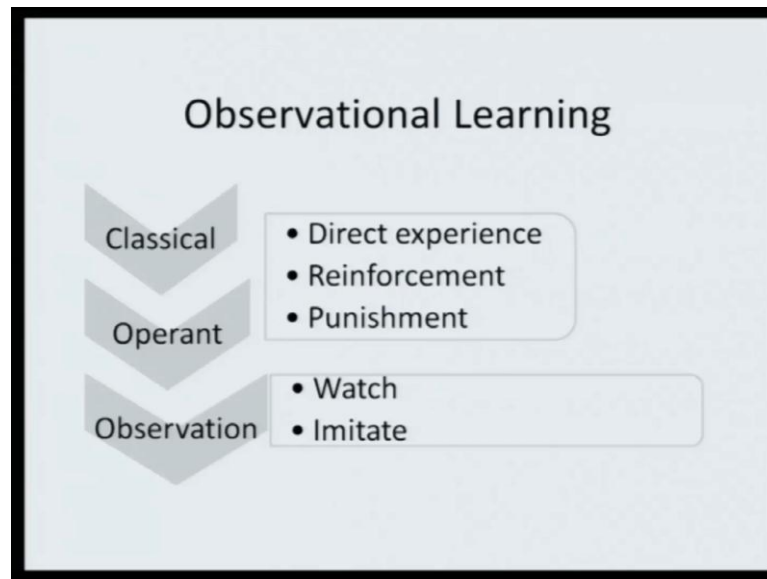 Observational Learning
Classical
• Direct experience
• Reinforcement
• Punishment
Operant
Observation
• Watch
• Imitate